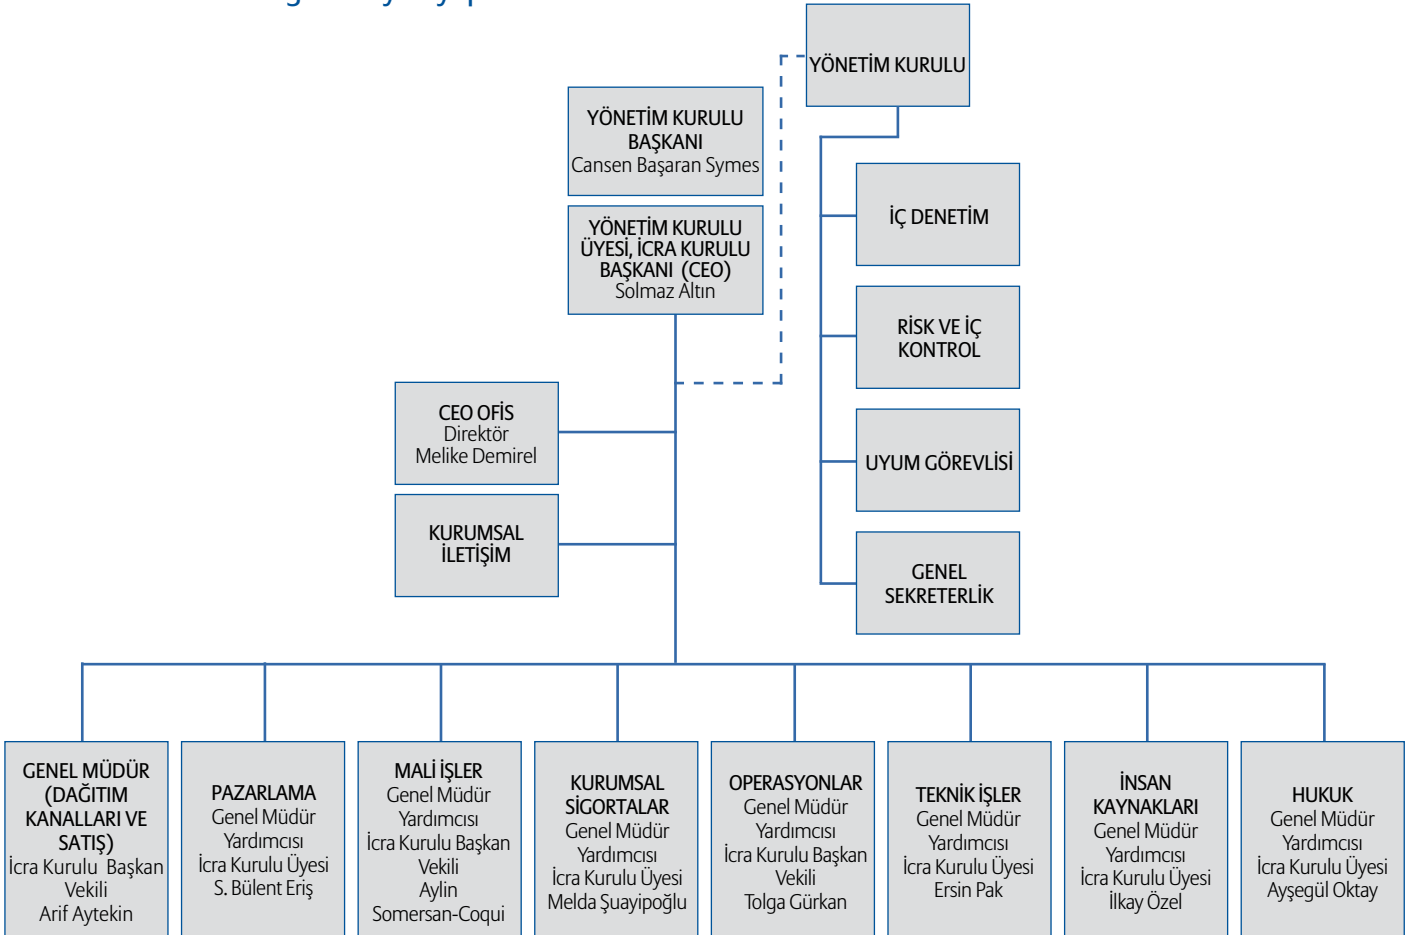 YÖNETİM KURULU
YÖNETİM KURULU
BAŞKANI
Cansen Başaran Symes
YÖNETİM KURULU
ÜYESİ, İCRA KURULU
BAŞKANI (CEO)
Solmaz Altın
İÇ DENETİM
RİSK VE İÇ
KONTROL
UYUM GÖREVLİSİ
GENEL
SEKRETERLİK
CEO OFİS
Direktör
Melike Demirel
KURUMSAL
İLETİŞİM
GENEL MÜDÜR
(DAĞITIM
KANALLARI VE
SATIŞ)
İcra Kurulu Başkan
Vekili
Arif Aytekin
PAZARLAMA
Genel Müdür
Yardımcısı
İcra Kurulu Üyesi
S. Bülent Eriş
MALİ İŞLER
Genel Müdür
Yardımcısı
İcra Kurulu Başkan
Vekili
Aylin
Somersan-Coqui
KURUMSAL
SİGORTALAR
Genel Müdür
Yardımcısı
İcra Kurulu Üyesi
Melda Şuayipoğlu
OPERASYONLAR
Genel Müdür
Yardımcısı
İcra Kurulu Başkan
Vekili
Tolga Gürkan
TEKNİK İŞLER
Genel Müdür
Yardımcısı
İcra Kurulu Üyesi
Ersin Pak
İNSAN
KAYNAKLARI
Genel Müdür
Yardımcısı
İcra Kurulu Üyesi
İlkay Özel
HUKUK
Genel Müdür
Yardımcısı
İcra Kurulu Üyesi
Ayşegül Oktay